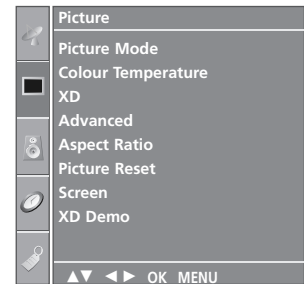 Picture
Picture Mode
Colour Temperature
XD
Advanced
Aspect Ratio
Picture Reset
Screen
XD Demo
▲▼ ◄► OK MENU